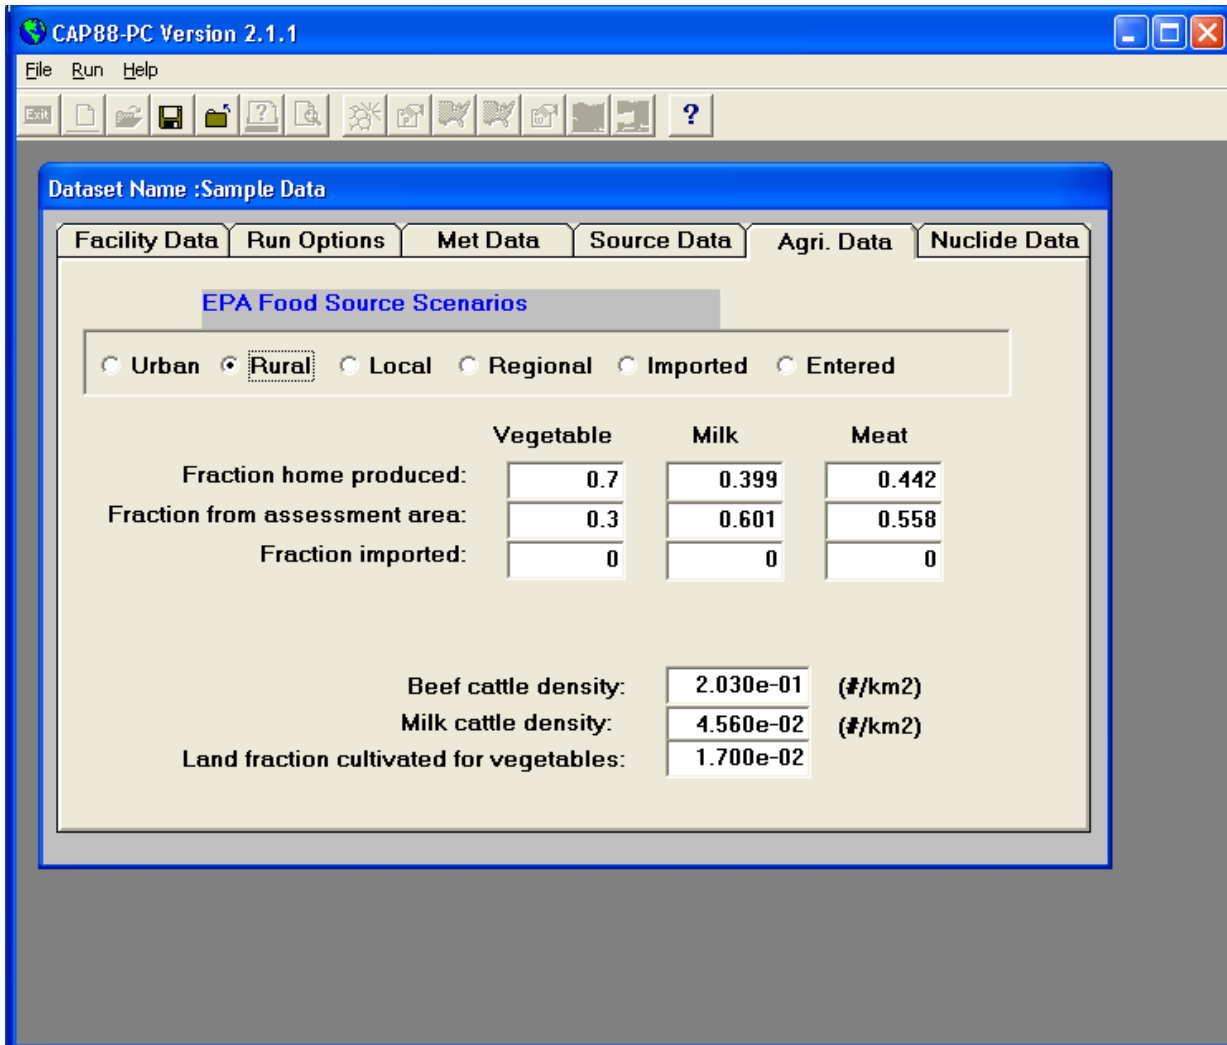 CAP88-PC Version 2.1.1
File Run Help
Exit
?
Dataset Name :Sample Data
Facility Data Run Options Met Data Source Data Agri. Data Nuclide Data
EPA Food Source Scenarios
Urban Rural Local Regional Imported Entered
Vegetable Milk Meat
Fraction home produced: 0.7 0.399 0.442
Fraction from assessment area: 0.3 0.601 0.558
Fraction imported: 0 0 0
Beef cattle density: 2.030e-01 (#/km2)
Milk cattle density: 4.560e-02 (#/km2)
Land fraction cultivated for vegetables: 1.700e-02